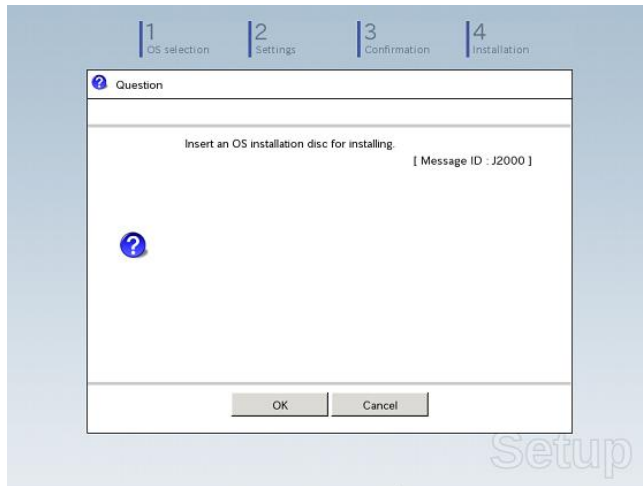 1 2 3 4
OS selection Settings Confirmation Installation
Question
Insert an OS installation disc for installing.
[ Message ID : J2000 ]
OK Cancel
Setup